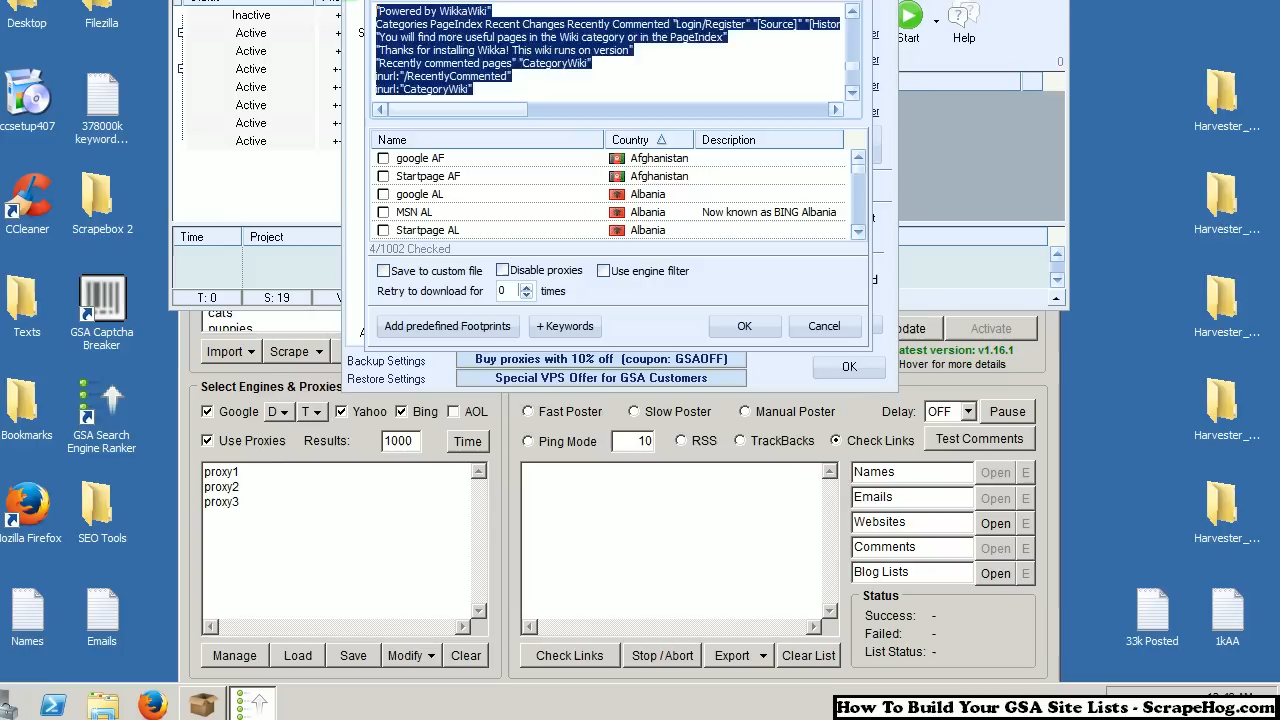 Desktop
Filezilla
ccsetup407
378000k
keyword...
CCleaner
Scrapebox 2
Texts
GSA Captcha
Breaker
Bookmarks
GSA Search
Engine Ranker
Mozilla Firefox
SEO Tools
Names
Emails
Inactive
Active
Active
Active
Active
Active
Active
Time
Project
T: 0
S: 19
"Powered by WikkaWiki"
Categories PageIndex Recent Changes Recently Commented "Login/Register" "[Source]" "[Histor
"You will find more useful pages in the Wiki category or in the PageIndex"
"Thanks for installing Wikka! This wiki runs on version"
"Recently commented pages" "CategoryWiki"
inurl:"/RecentlyCommented"
inurl:"CategoryWiki"
Name Country Description
google AF Afghanistan
Startpage AF Afghanistan
google AL Albania
MSN AL Albania Now known as BING Albania
Startpage AL Albania
4/1002 Checked
Save to custom file Disable proxies Use engine filter
Retry to download for 0 times
Add predefined Footprints + Keywords OK Cancel
Start
Help
0
Backup Settings
Restore Settings
Buy proxies with 10% off (coupon: GSAOFF)
Special VPS Offer for GSA Customers
OK
cats
puppies
Import Scrape
pdate Activate
atest version: v1.16.1
Hover for more details
Select Engines & Proxies
Google D T Yahoo Bing AOL
Use Proxies Results: 1000 Time
proxy1
proxy2
proxy3
Manage Load Save Modify Clear
Fast Poster Slow Poster Manual Poster Delay: OFF Pause
Ping Mode 10 RSS TrackBacks Check Links Test Comments
Names Open E
Emails Open E
Websites Open E
Comments Open E
Blog Lists Open E
Status
Success: -
Failed: -
List Status: -
Check Links Stop / Abort Export Clear List
Harvester_...
Harvester_...
Harvester_...
Harvester_...
Harvester_...
33k Posted
1kAA
How To Build Your GSA Site Lists - ScrapeHog.com